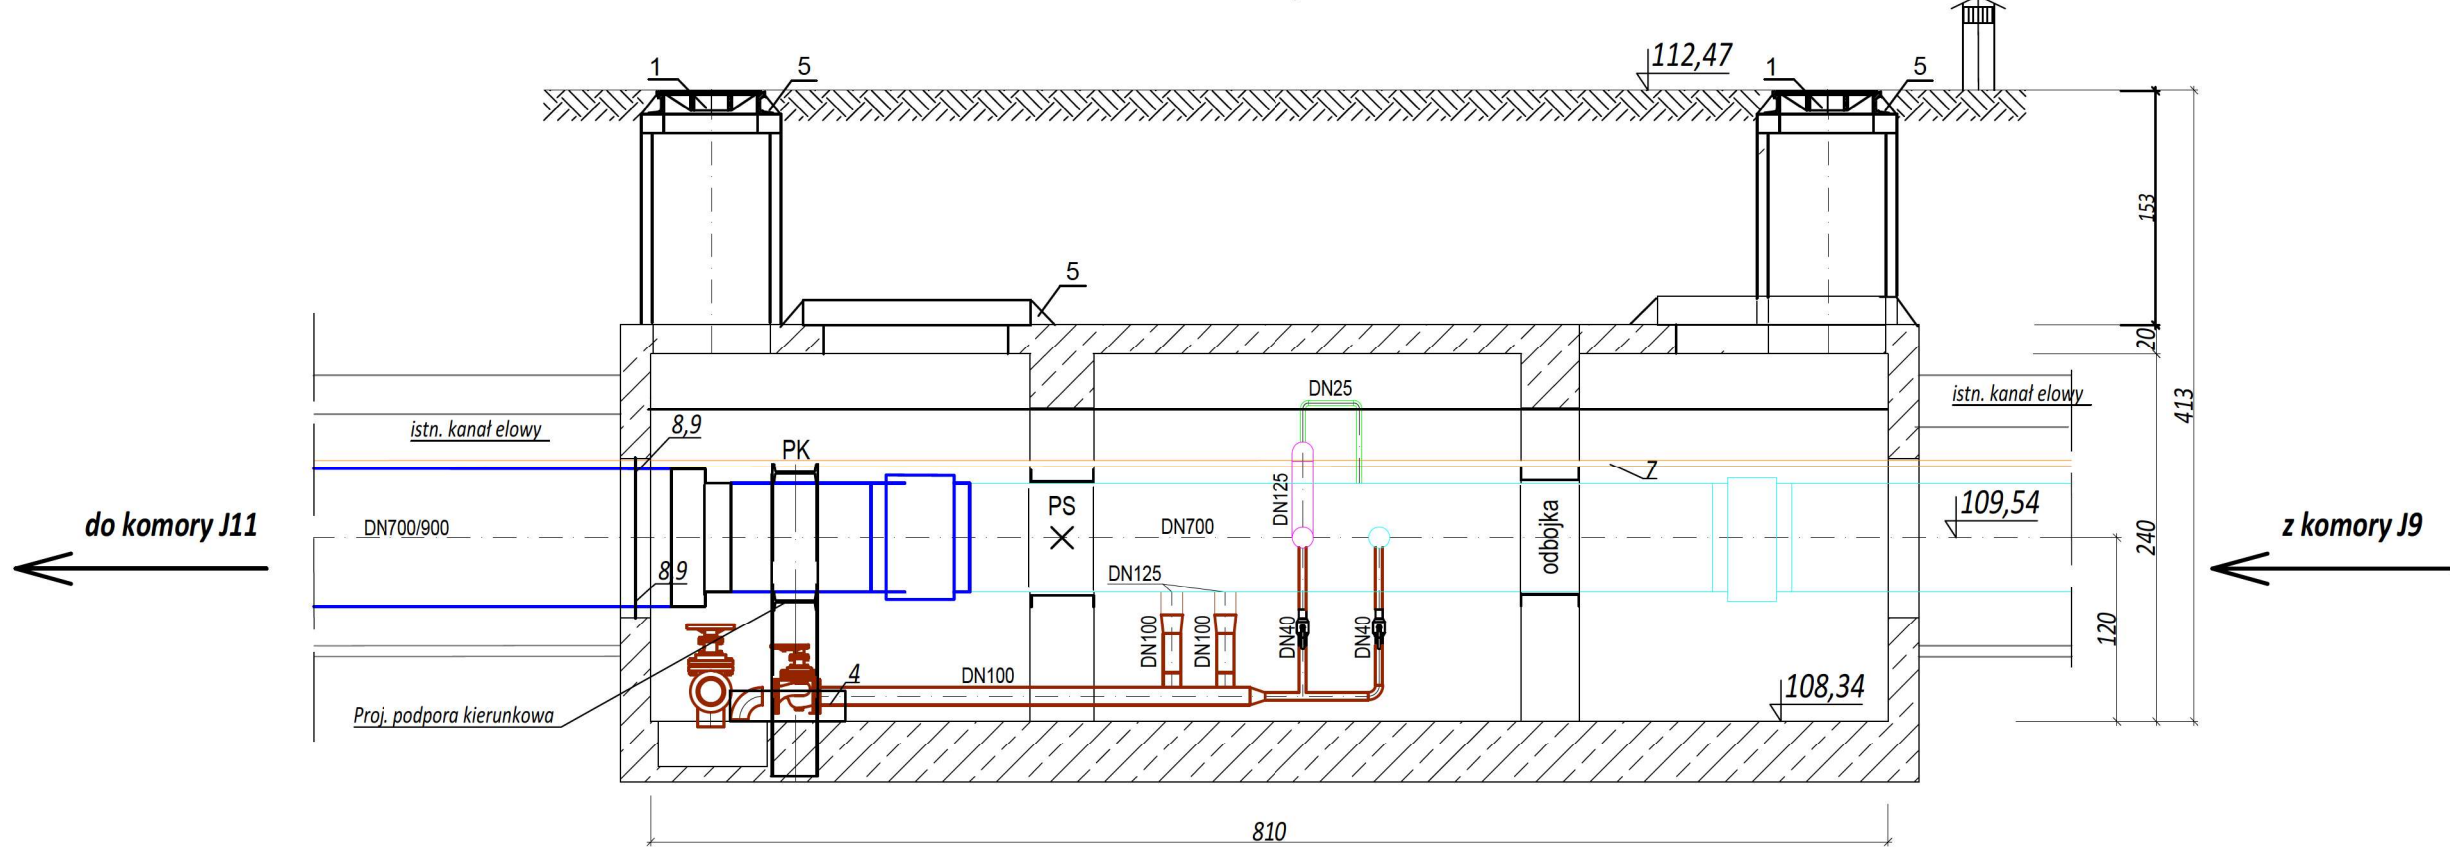 112,47
1
5
1
5
153
5
20
413
DN25
istn. kanał elowy
istn. kanał elowy
8,9
PK
7
DN125
PS
odbojka
109,54
do komory J11
DN700/900
DN700
z komory J9
240
8,9
DN125
DN100
DN100
DN40
DN40
120
4
DN100
108,34
Proj. podpora kierunkowa
810